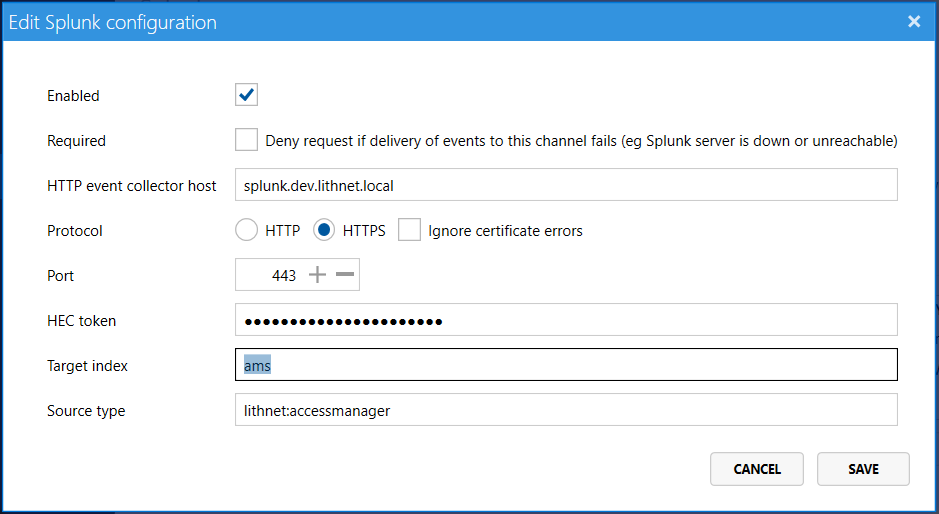 Edit Splunk configuration
Enabled
Required Deny request if delivery of events to this channel fails (eg Splunk server is down or unreachable)
HTTP event collector host splunk.dev.lithnet.local
Protocol HTTP HTTPS Ignore certificate errors
Port 443
HEC token ●●●●●●●●●●●●●●●●●●●●●●
Target index ams
Source type lithnet:accessmanager
CANCEL SAVE